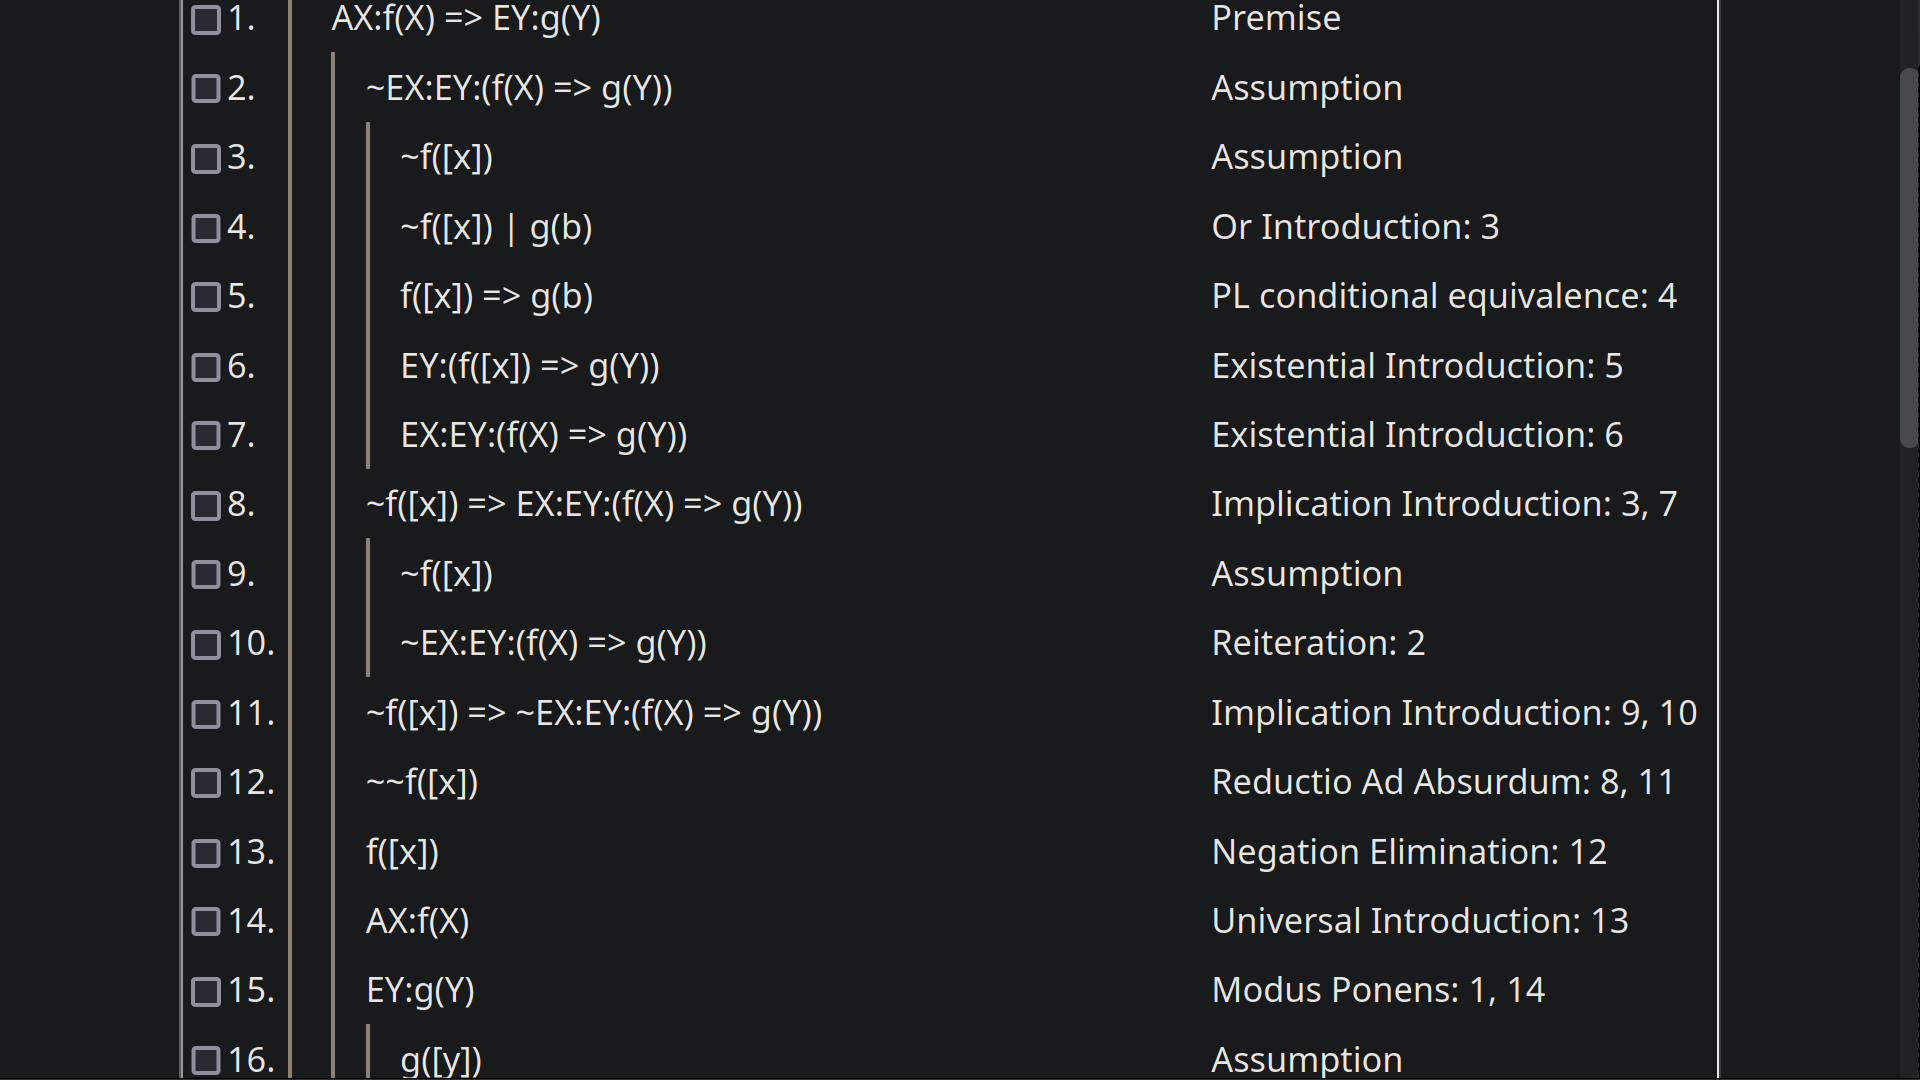 1. AX:f(X) => EY:g(Y) Premise
2. ~EX:EY:(f(X) => g(Y)) Assumption
3. ~f([x]) Assumption
4. ~f([x]) | g(b) Or Introduction: 3
5. f([x]) => g(b) PL conditional equivalence: 4
6. EY:(f([x]) => g(Y)) Existential Introduction: 5
7. EX:EY:(f(X) => g(Y)) Existential Introduction: 6
8. ~f([x]) => EX:EY:(f(X) => g(Y)) Implication Introduction: 3, 7
9. ~f([x]) Assumption
10. ~EX:EY:(f(X) => g(Y)) Reiteration: 2
11. ~f([x]) => ~EX:EY:(f(X) => g(Y)) Implication Introduction: 9, 10
12. ~~f([x]) Reductio Ad Absurdum: 8, 11
13. f([x]) Negation Elimination: 12
14. AX:f(X) Universal Introduction: 13
15. EY:g(Y) Modus Ponens: 1, 14
16. g([y]) Assumption